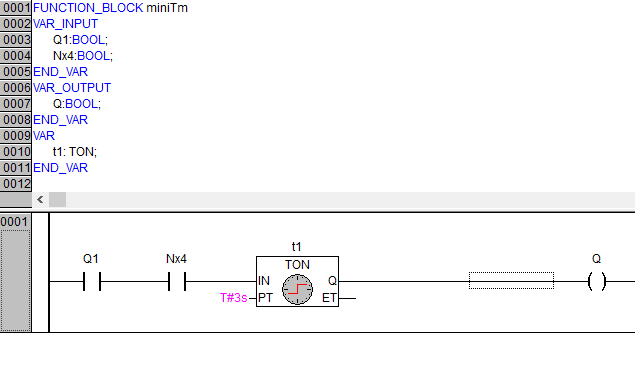 0001 FUNCTION_BLOCK miniTm
0002 VAR_INPUT
0003 Q1:BOOL;
0004 Nx4:BOOL;
0005 END_VAR
0006 VAR_OUTPUT
0007 Q:BOOL;
0008 END_VAR
0009 VAR
0010 t1: TON;
0011 END_VAR
0012
0001
t1
Q1 Nx4 TON Q
IN Q
T#3s PT ET